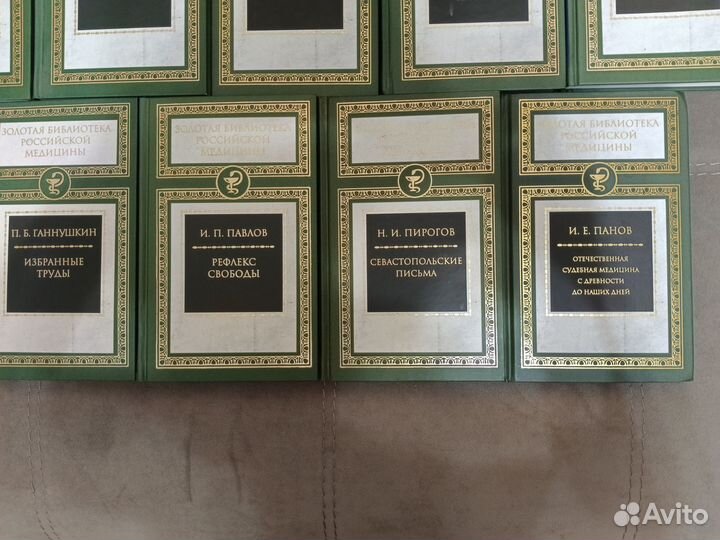 ЗОЛОТАЯ БИБЛИОТЕКА
РОССИЙСКОЙ
МЕДИЦИНЫ
П. Б. ГАННУШКИН
ИЗБРАННЫЕ
ТРУДЫ
ЗОЛОТАЯ БИБЛИОТЕКА
РОССИЙСКОЙ
МЕДИЦИНЫ
И. П. ПАВЛОВ
РЕФЛЕКС
СВОБОДЫ
Н. И. ПИРОГОВ
СЕВАСТОПОЛЬСКИЕ
ПИСЬМА
ЗОЛОТАЯ БИБЛИОТЕКА
РОССИЙСКОЙ
МЕДИЦИНЫ
И. Е. ПАНОВ
ОТЕЧЕСТВЕННАЯ
СУДЕБНАЯ МЕДИЦИНА
С ДРЕВНОСТИ
ДО НАШИХ ДНЕЙ
Avito